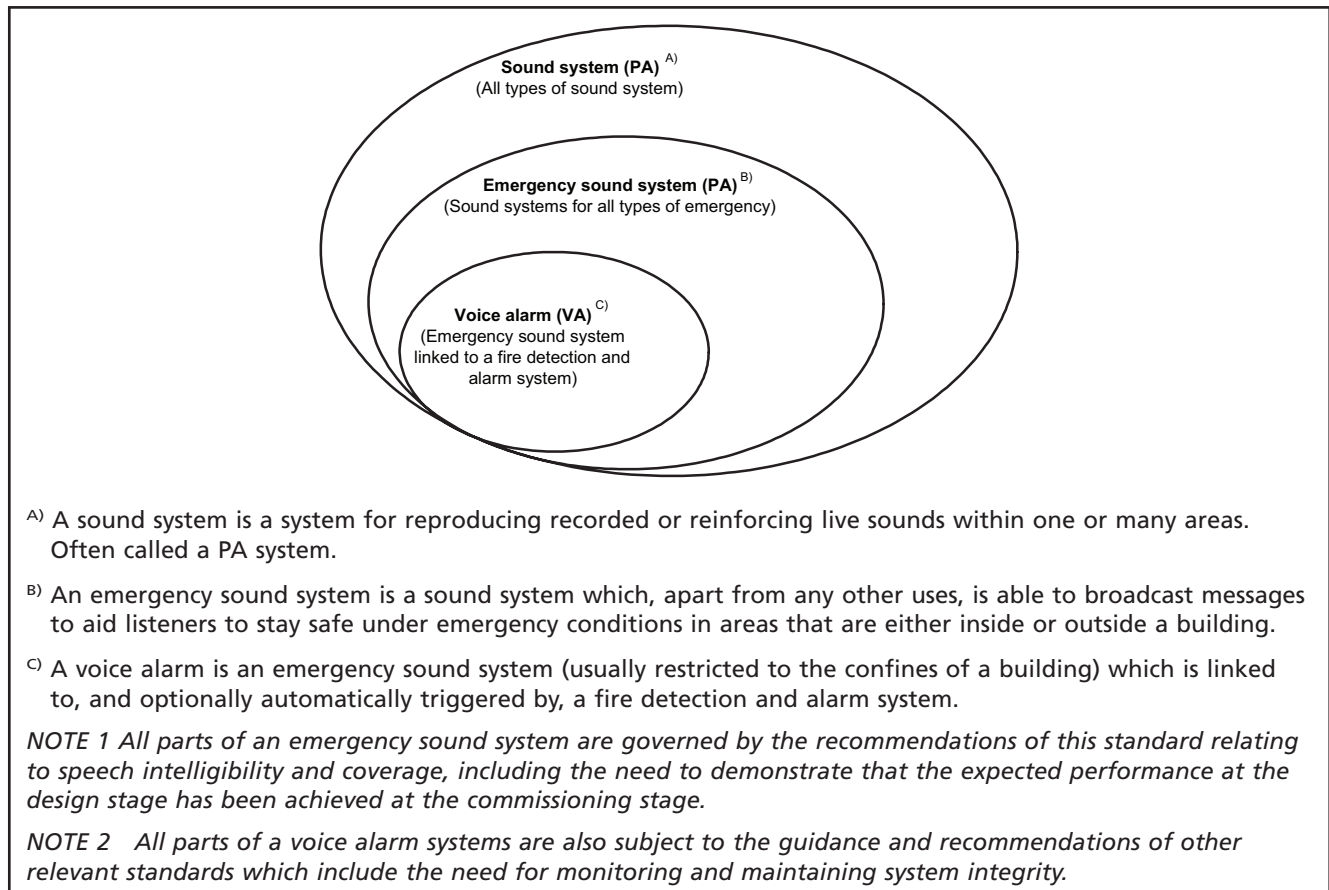 Sound system (PA) A)
(All types of sound system)
Emergency sound system (PA) B)
(Sound systems for all types of emergency)
Voice alarm (VA) C)
(Emergency sound system
linked to a fire detection and
alarm system)
A) A sound system is a system for reproducing recorded or reinforcing live sounds within one or many areas.
Often called a PA system.
B) An emergency sound system is a sound system which, apart from any other uses, is able to broadcast messages
to aid listeners to stay safe under emergency conditions in areas that are either inside or outside a building.
C) A voice alarm is an emergency sound system (usually restricted to the confines of a building) which is linked
to, and optionally automatically triggered by, a fire detection and alarm system.
NOTE 1 All parts of an emergency sound system are governed by the recommendations of this standard relating
to speech intelligibility and coverage, including the need to demonstrate that the expected performance at the
design stage has been achieved at the commissioning stage.
NOTE 2 All parts of a voice alarm systems are also subject to the guidance and recommendations of other
relevant standards which include the need for monitoring and maintaining system integrity.